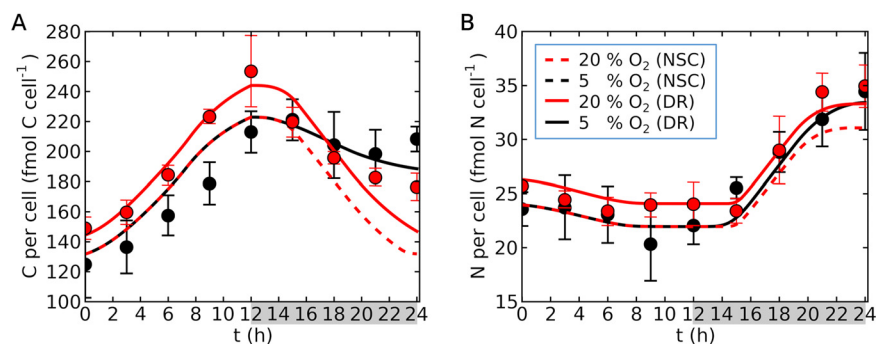 A
C per cell (fmol C cell⁻¹)
280
260
240
220
200
180
160
140
120
100
0 2 4 6 8 10 12 14 16 18 20 22 24
t (h)
B
N per cell (fmol N cell⁻¹)
40
35
30
25
20
15
20 % O₂ (NSC)
5 % O₂ (NSC)
20 % O₂ (DR)
5 % O₂ (DR)
0 2 4 6 8 10 12 14 16 18 20 22 24
t (h)